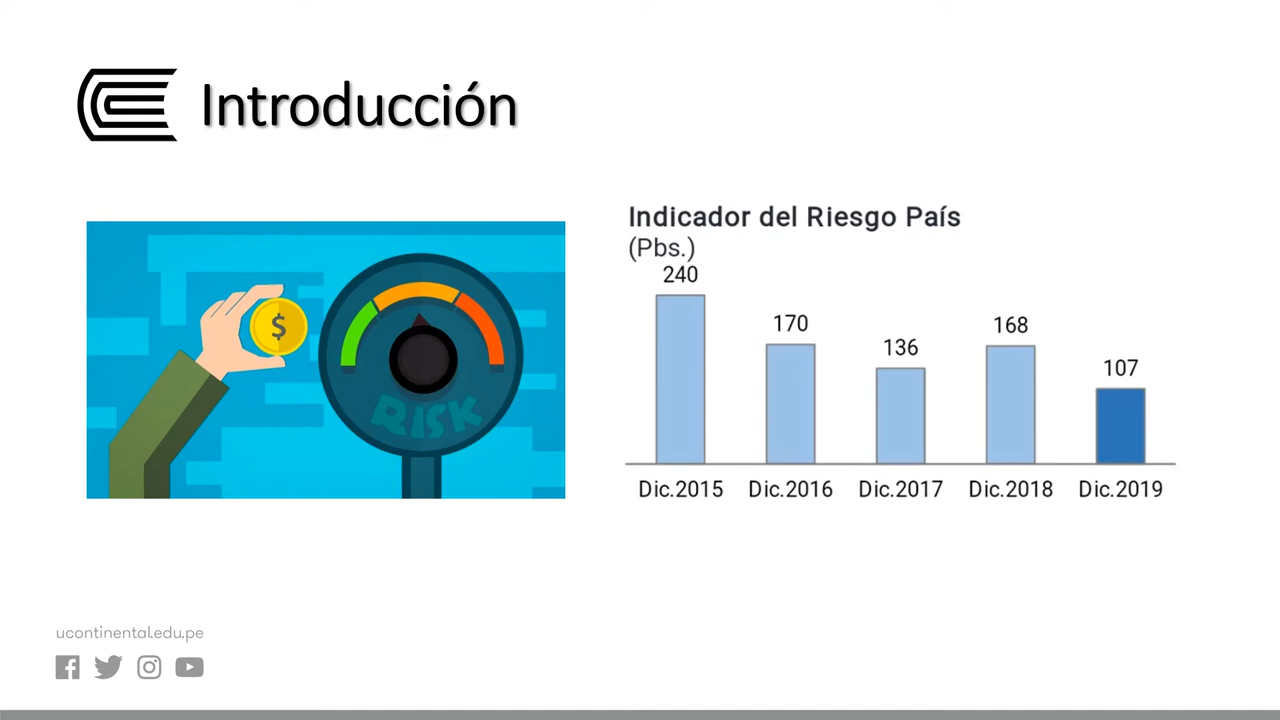 Introducción
$
RISK
Indicador del Riesgo País
(Pbs.)
240
170
136
168
107
Dic.2015 Dic.2016 Dic.2017 Dic.2018 Dic.2019
ucontinental.edu.pe